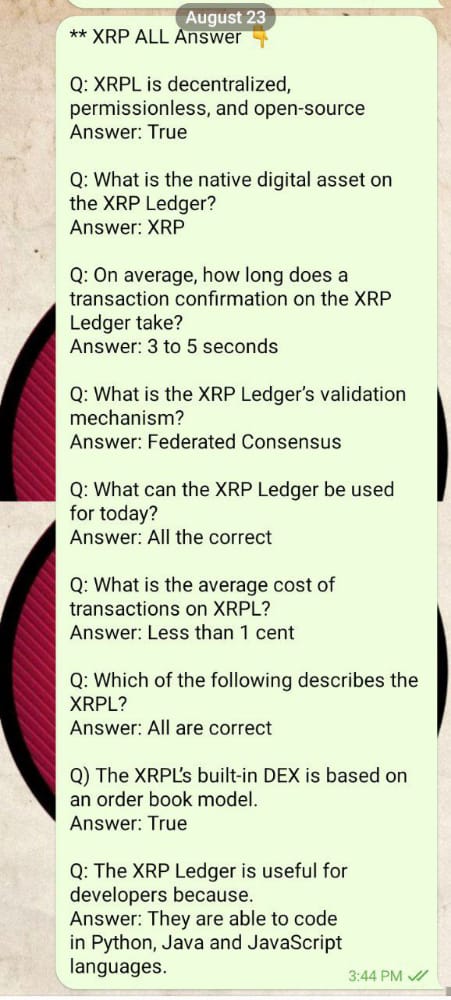 August 23
** XRP ALL Answer 👇
Q: XRPL is decentralized,
permissionless, and open-source
Answer: True
Q: What is the native digital asset on
the XRP Ledger?
Answer: XRP
Q: On average, how long does a
transaction confirmation on the XRP
Ledger take?
Answer: 3 to 5 seconds
Q: What is the XRP Ledger’s validation
mechanism?
Answer: Federated Consensus
Q: What can the XRP Ledger be used
for today?
Answer: All the correct
Q: What is the average cost of
transactions on XRPL?
Answer: Less than 1 cent
Q: Which of the following describes the
XRPL?
Answer: All are correct
Q) The XRPL’s built-in DEX is based on
an order book model.
Answer: True
Q: The XRP Ledger is useful for
developers because.
Answer: They are able to code
in Python, Java and JavaScript
languages.
3:44 PM